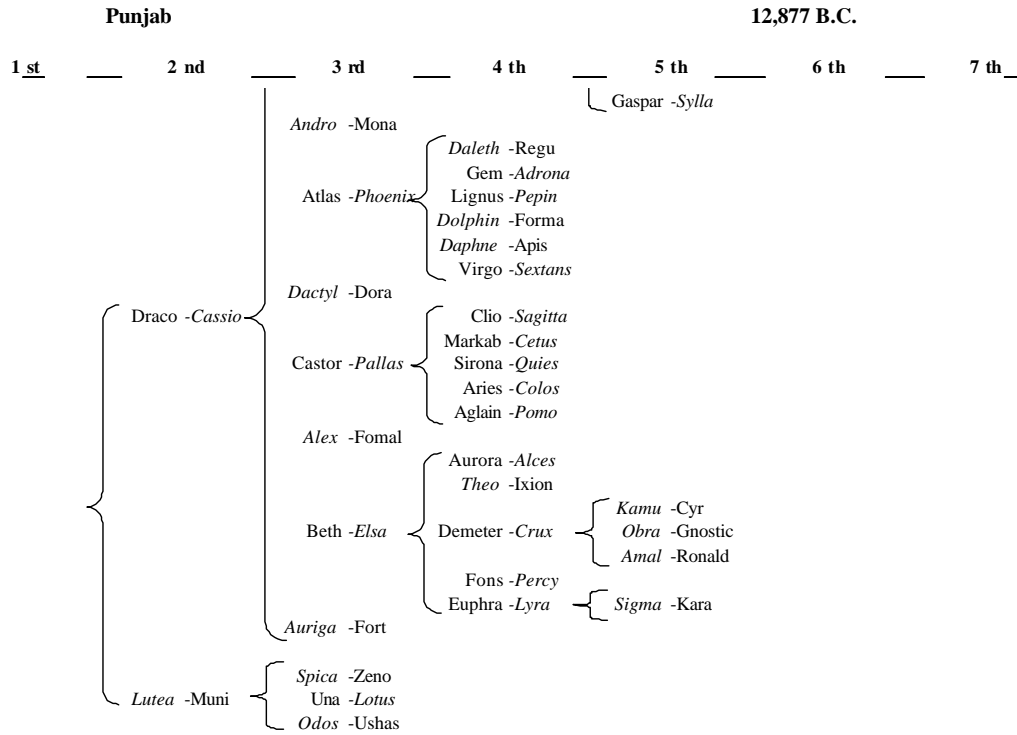 Punjab 12,877 B.C.
1 st 2 nd 3 rd 4 th 5 th 6 th 7 th
Gaspar -Sylla
Andro -Mona
Daleth -Regu
Gem -Adrona
Atlas -Phoenix Lignus -Pepin
Dolphin -Forma
Daphne -Apis
Virgo -Sextans
Dactyl -Dora
Draco -Cassio Clio -Sagitta
Markab -Cetus
Castor -Pallas Sirona -Quies
Aries -Colos
Aglain -Pomo
Alex -Fomal
Aurora -Alces
Theo -Ixion
Kamu -Cyr
Beth -Elsa Demeter -Crux Obra -Gnostic
Amal -Ronald
Fons -Percy
Euphra -Lyra Sigma -Kara
Auriga -Fort
Spica -Zeno
Lutea -Muni Una -Lotus
Odos -Ushas